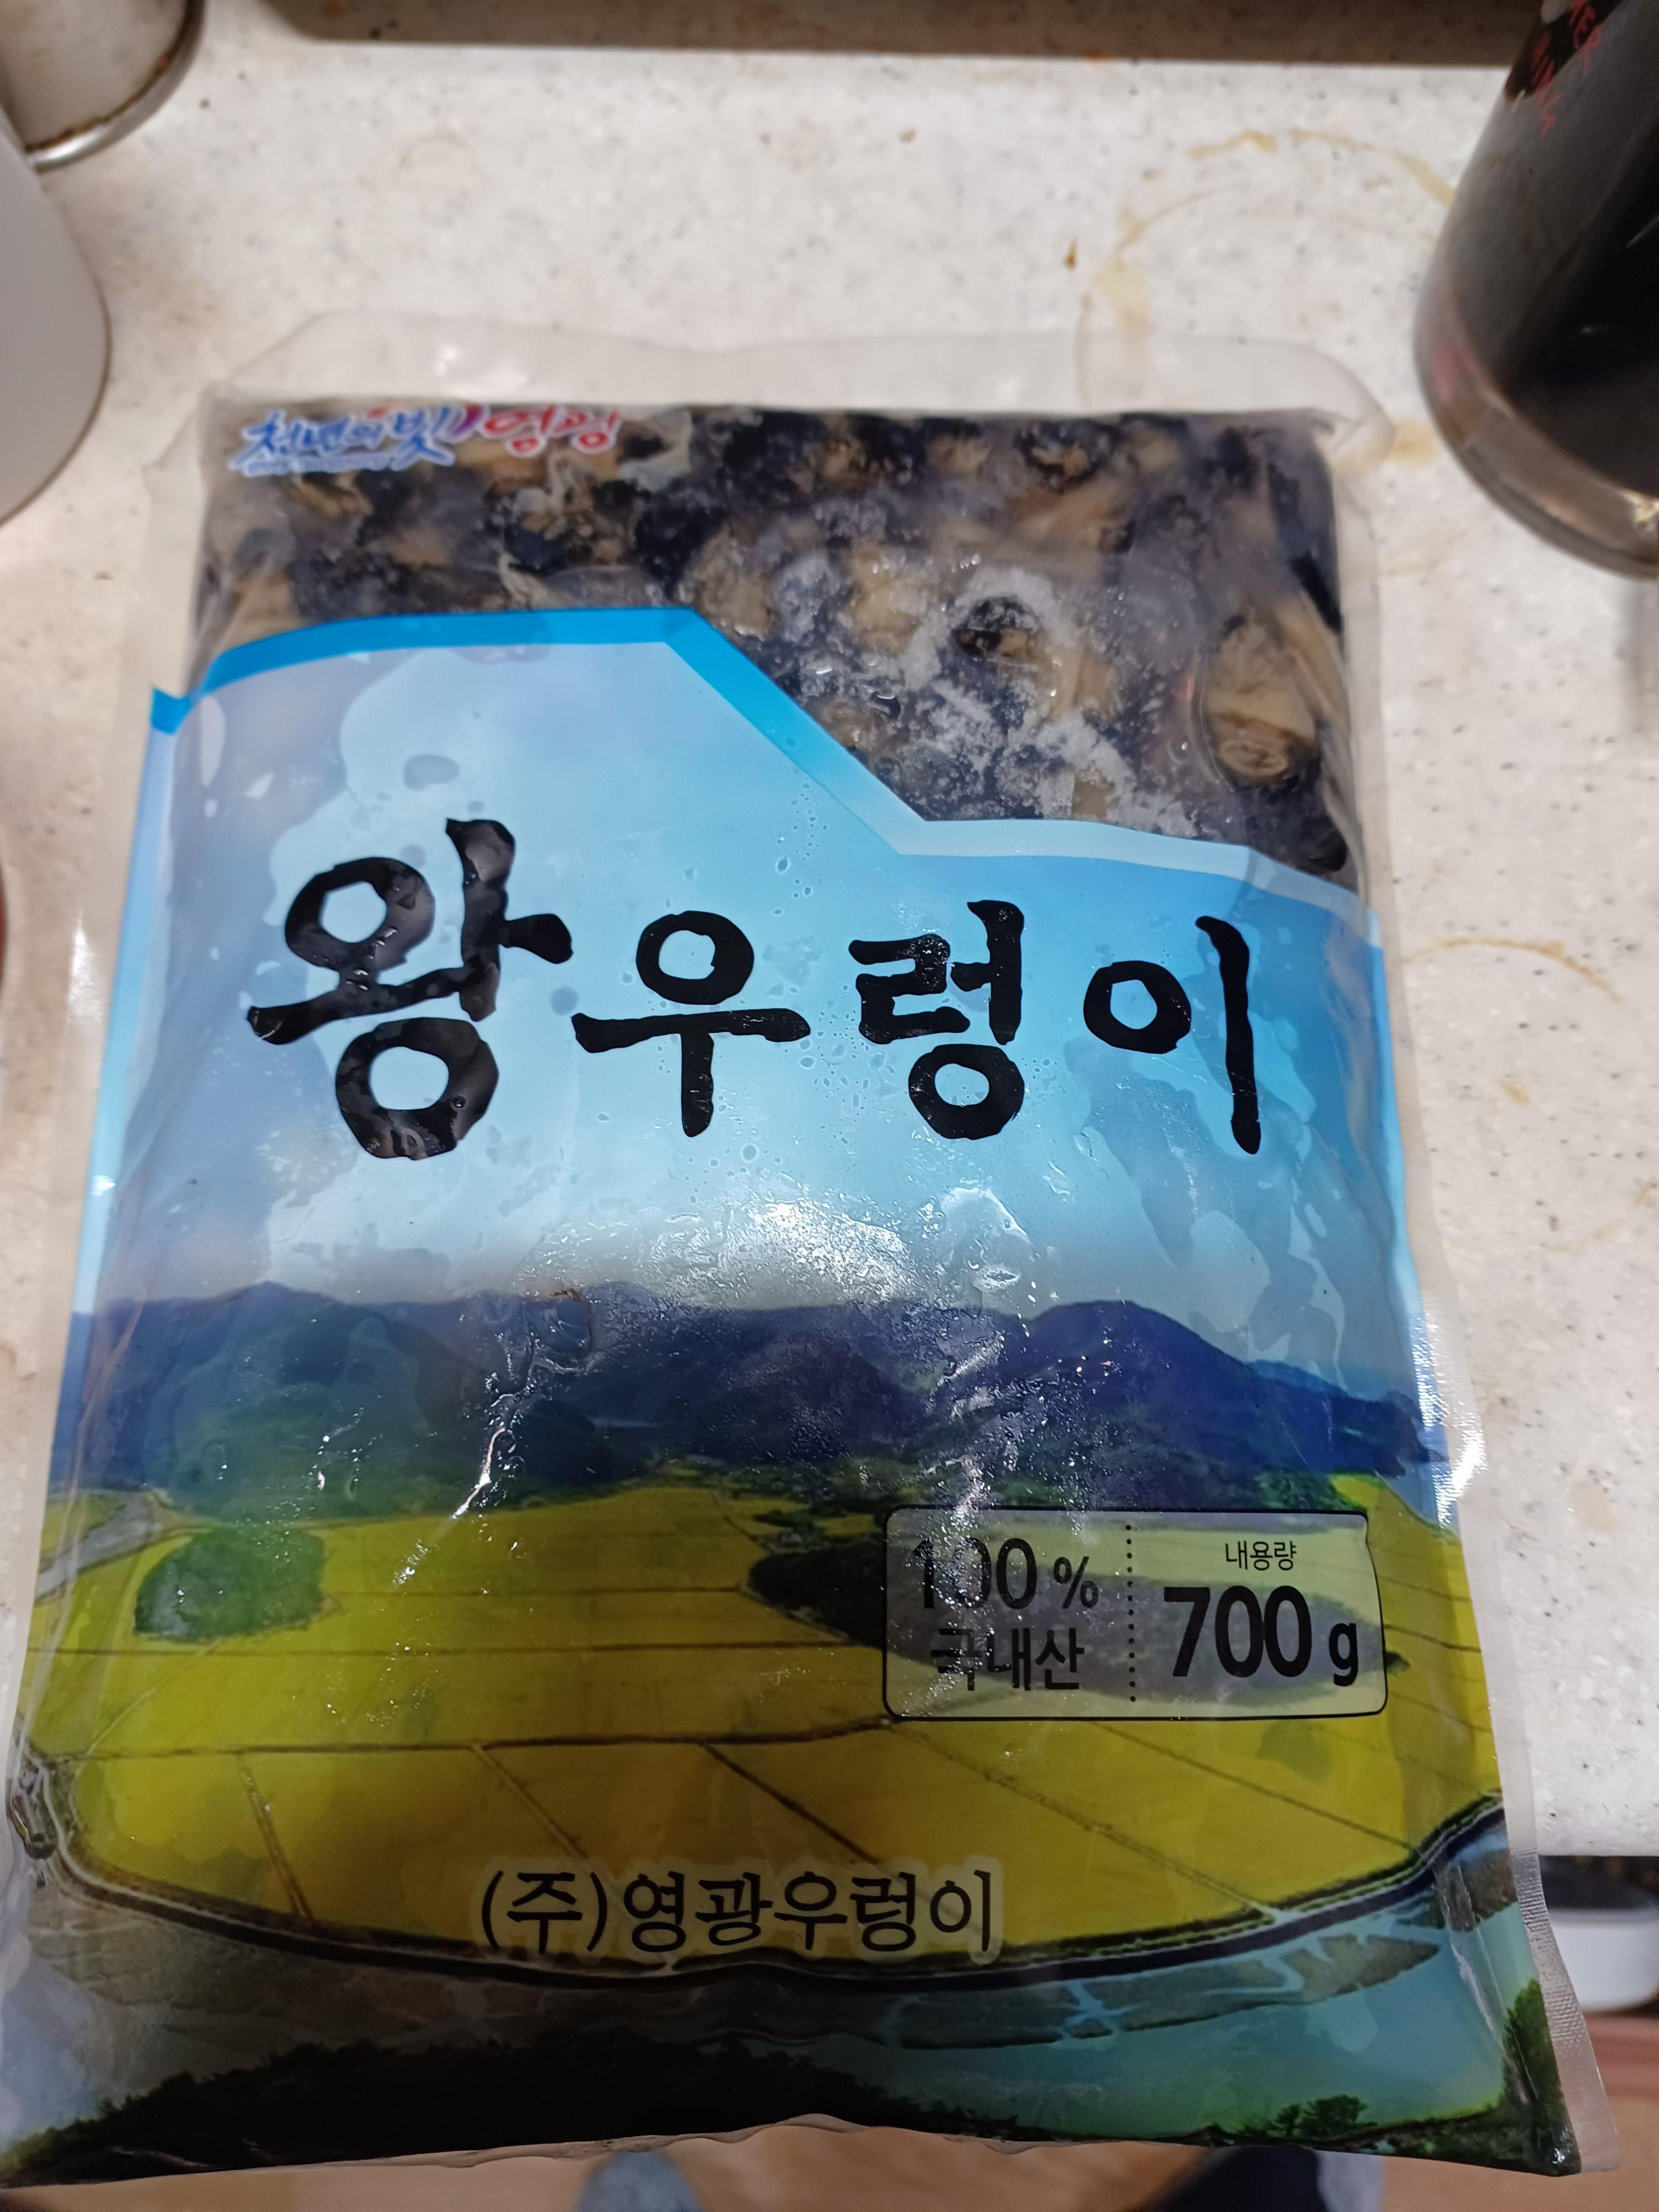 천년의 빛 영광
왕우렁이
100 %
국내산
내용량
700 g
(주)영광우렁이